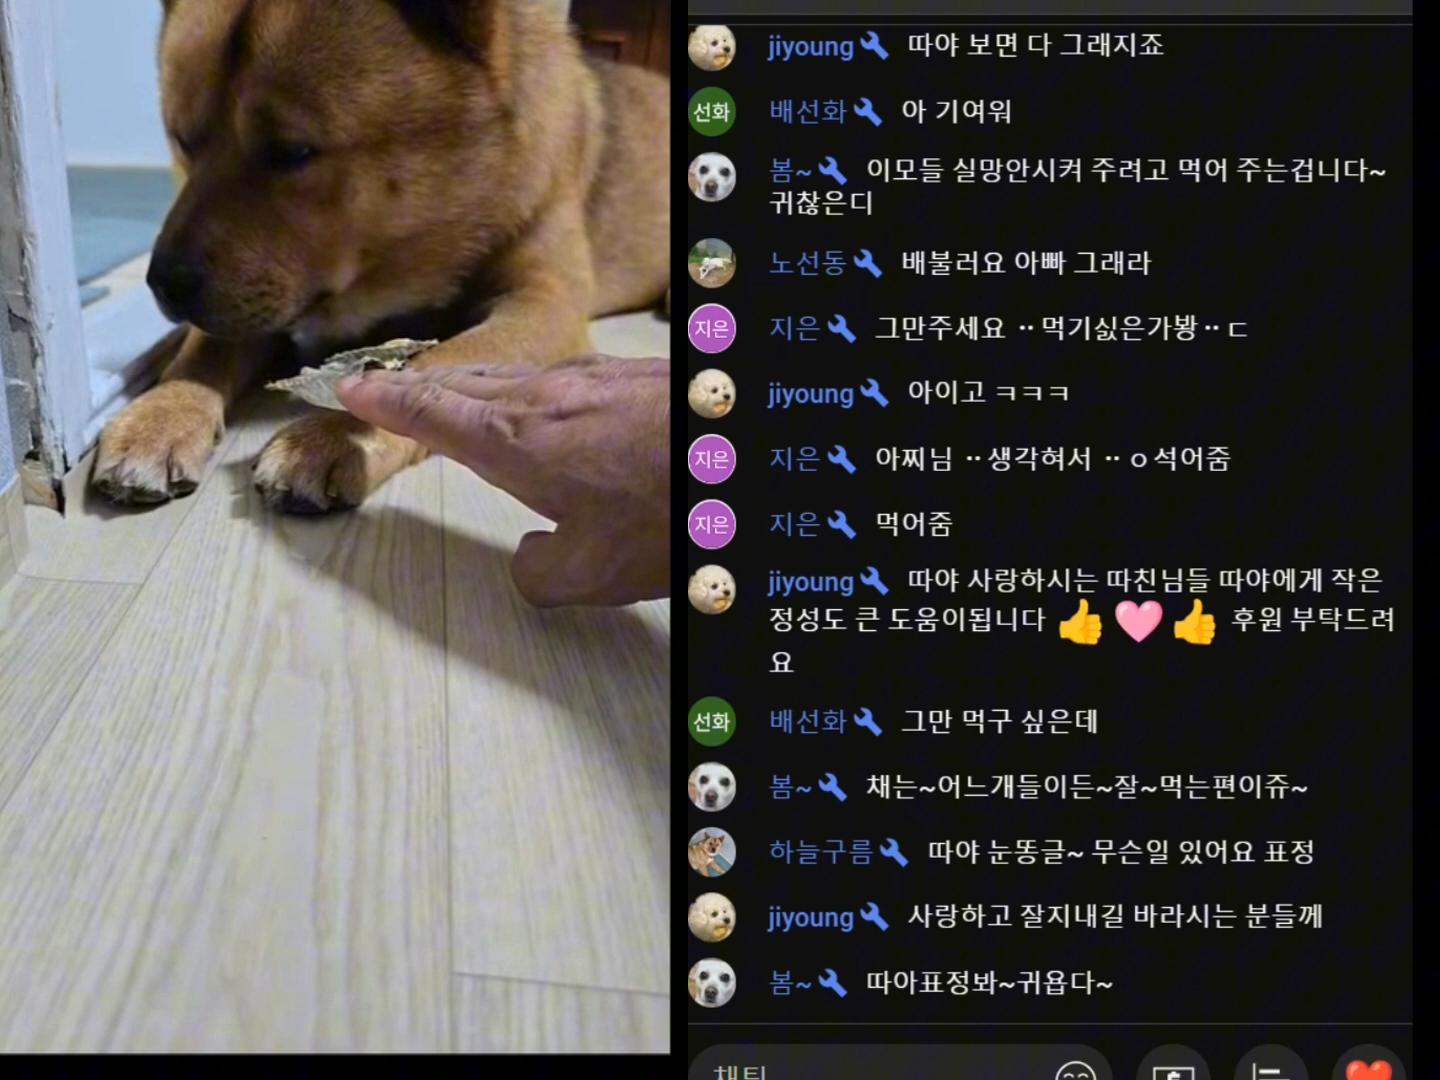 jiyoung 따야 보면 다 그래지죠
선화 배선화 아 기여워
봄~ 이모들 실망안시켜 주려고 먹어 주는겁니다~
귀찮은디
노선동 배불러요 아빠 그래라
지은 지은 그만주세요 ᆢ먹기싫은가봥ᆢㄷ
jiyoung 아이고 ㅋㅋㅋ
지은 지은 아찌님 ᆢ생각혀서 ᆢㅇ석어줌
지은 지은 먹어줌
jiyoung 따야 사랑하시는 따친님들 따야에게 작은
정성도 큰 도움이됩니다 👍🩷👍 후원 부탁드려
요
선화 배선화 그만 먹구 싶은데
봄~ 채는~어느개들이든~잘~먹는편이쥬~
하늘구름 따야 눈똥글~ 무슨일 있어요 표정
jiyoung 사랑하고 잘지내길 바라시는 분들께
봄~ 따아표정봐~귀욥다~
채팅